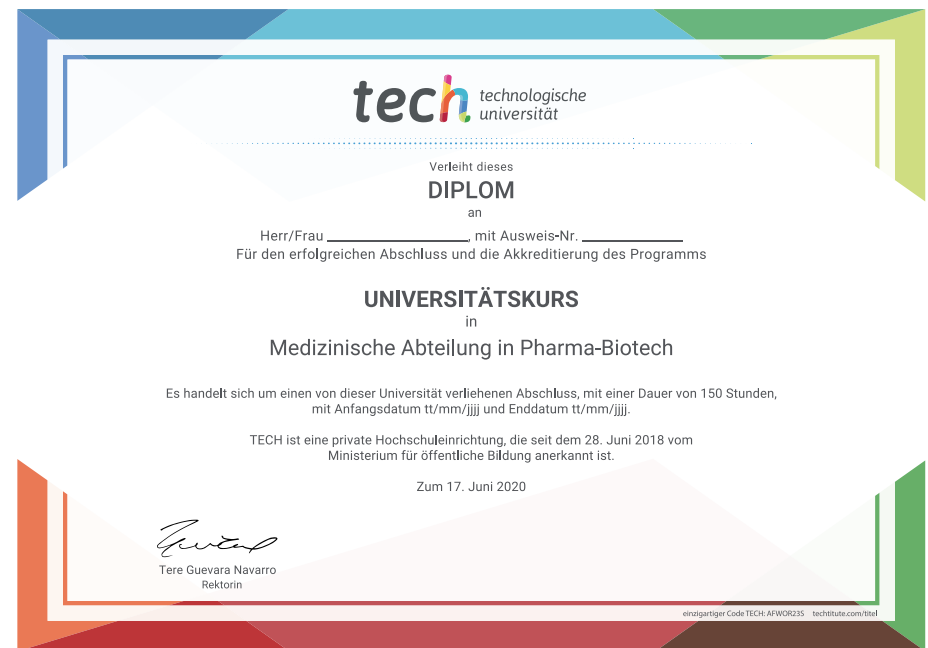 tech technologische
universität
Verleiht dieses
DIPLOM
an
Herr/Frau ____________________, mit Ausweis-Nr. ______________
Für den erfolgreichen Abschluss und die Akkreditierung des Programms
UNIVERSITÄTSKURS
in
Medizinische Abteilung in Pharma-Biotech
Es handelt sich um einen von dieser Universität verliehenen Abschluss, mit einer Dauer von 150 Stunden,
mit Anfangsdatum tt/mm/jjjj und Enddatum tt/mm/jjjj.
TECH ist eine private Hochschuleinrichtung, die seit dem 28. Juni 2018 vom
Ministerium für öffentliche Bildung anerkannt ist.
Zum 17. Juni 2020
Tere Guevara Navarro
Rektorin
einzigartiger Code TECH: AFWOR23S techtitute.com/titel